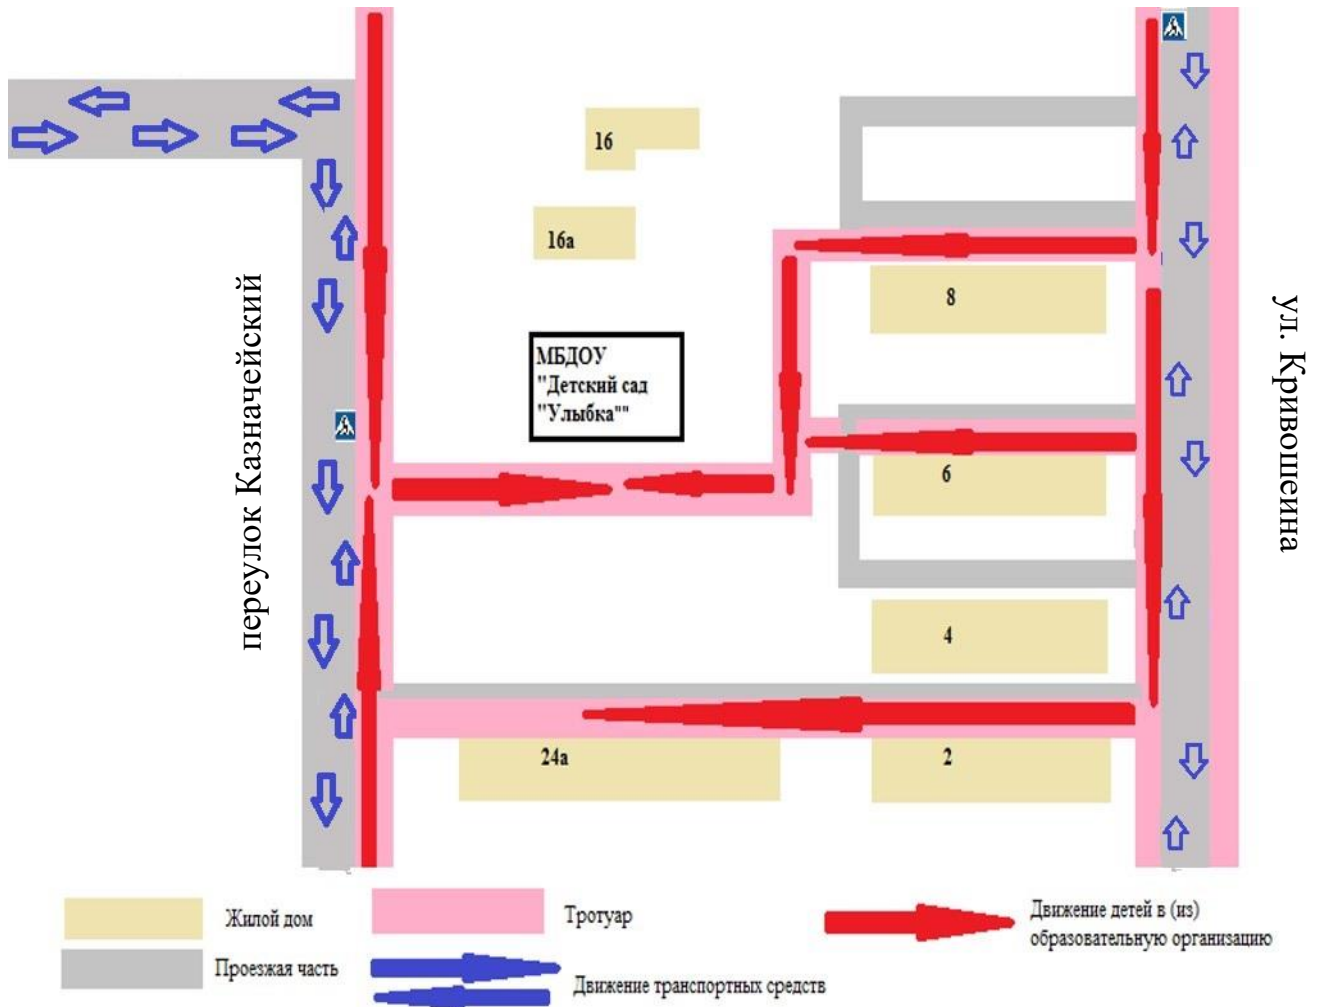 16
16а
8
МБДОУ
"Детский сад
"Улыбка""
переулок Казначейский
ул. Кривошеина
6
4
24а
2
Жилой дом
Тротуар
Движение детей в (из)
образовательную организацию
Проезжая часть
Движение транспортных средств